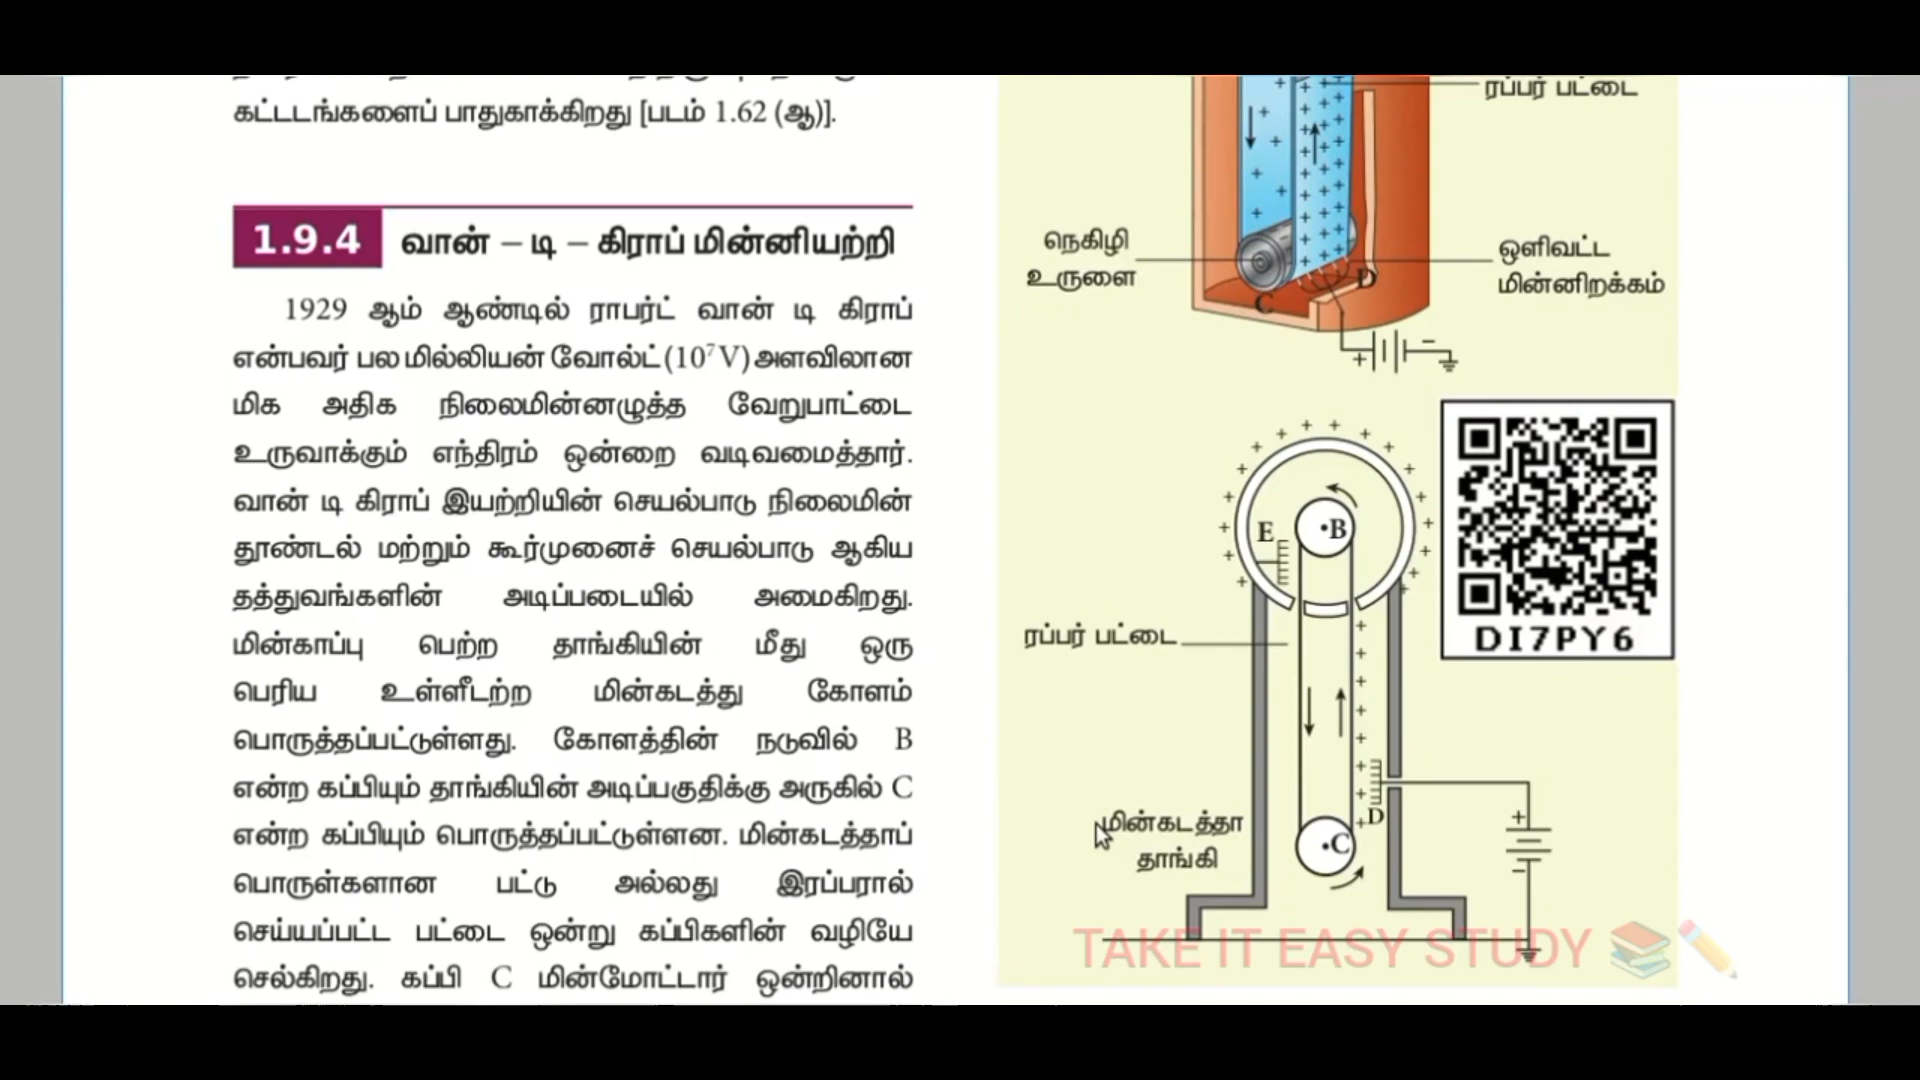 கட்டடங்களைப் பாதுகாக்கிறது [படம் 1.62 (ஆ)].
1.9.4 வான் – டி – கிராப் மின்னியற்றி
1929 ஆம் ஆண்டில் ராபர்ட் வான் டி கிராப்
என்பவர் பல மில்லியன் வோல்ட் (10⁷ V) அளவிலான
மிக அதிக நிலைமின்னழுத்த வேறுபாட்டை
உருவாக்கும் எந்திரம் ஒன்றை வடிவமைத்தார்.
வான் டி கிராப் இயற்றியின் செயல்பாடு நிலைமின்
தூண்டல் மற்றும் கூர்முனைச் செயல்பாடு ஆகிய
தத்துவங்களின் அடிப்படையில் அமைகிறது.
மின்காப்பு பெற்ற தாங்கியின் மீது ஒரு
பெரிய உள்ளீடற்ற மின்கடத்து கோளம்
பொருத்தப்பட்டுள்ளது. கோளத்தின் நடுவில் B
என்ற கப்பியும் தாங்கியின் அடிப்பகுதிக்கு அருகில் C
என்ற கப்பியும் பொருத்தப்பட்டுள்ளன. மின்கடத்தாப்
பொருள்களான பட்டு அல்லது இரப்பரால்
செய்யப்பட்ட பட்டை ஒன்று கப்பிகளின் வழியே
செல்கிறது. கப்பி C மின்மோட்டார் ஒன்றினால்
ரப்பர் பட்டை
நெகிழி
உருளை
ஒளிவட்ட
மின்னிறக்கம்
C
D
+
−
E
B
DI7PY6
ரப்பர் பட்டை
மின்கடத்தா
தாங்கி
D
C
+
−
TAKE IT EASY STUDY